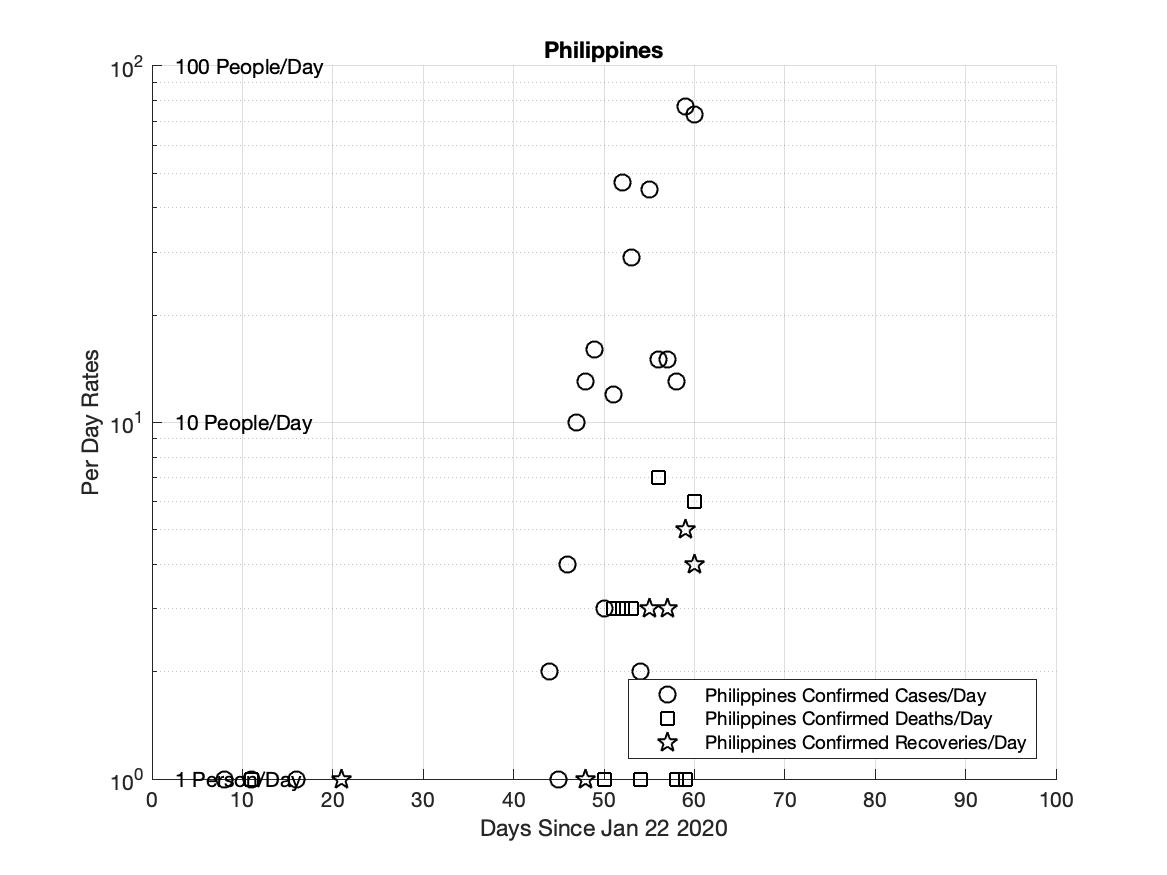 Philippines
10² 100 People/Day
Per Day Rates
10¹ 10 People/Day
Philippines Confirmed Cases/Day
Philippines Confirmed Deaths/Day
Philippines Confirmed Recoveries/Day
10⁰ 1 Person/Day
0 10 20 30 40 50 60 70 80 90 100
Days Since Jan 22 2020